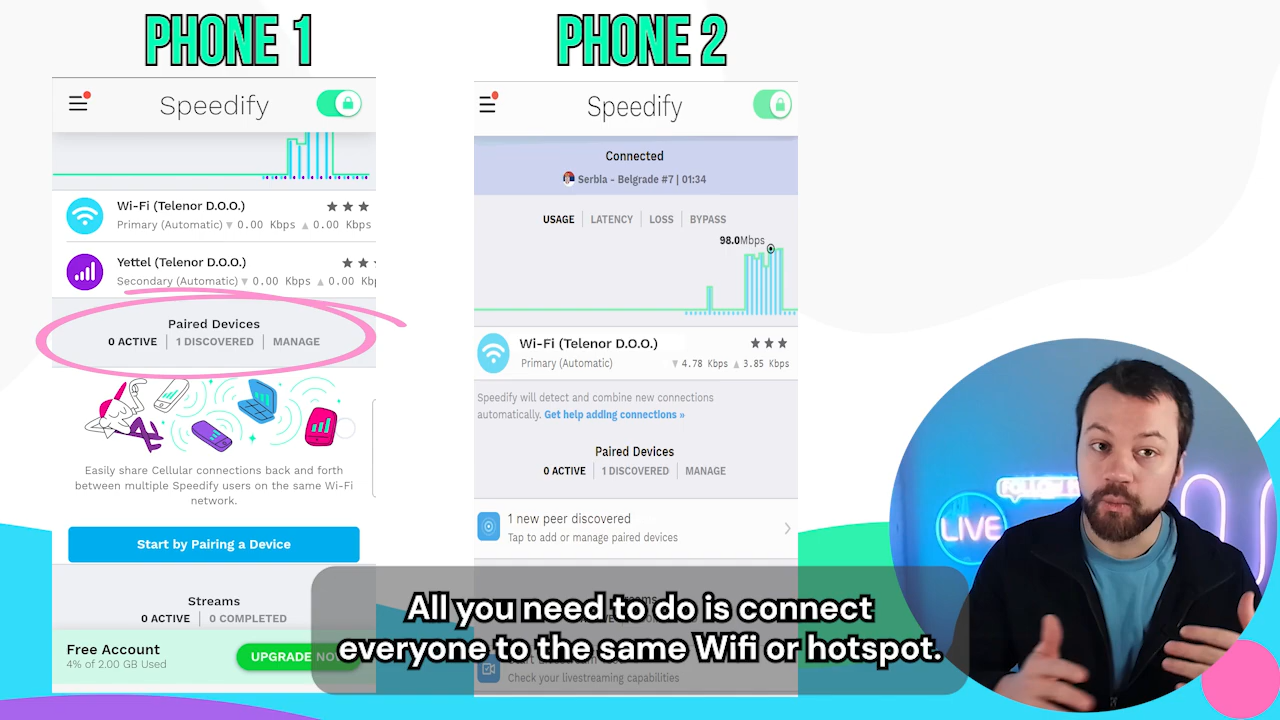 PHONE 1
Speedify
Wi-Fi (Telenor D.O.O.)
Primary (Automatic) 0.00 Kbps 0.00 Kbps
Yettel (Telenor D.O.O.)
Secondary (Automatic) 0.00 Kbps 0.00 Kbp
Paired Devices
0 ACTIVE | 1 DISCOVERED | MANAGE
Easily share Cellular connections back and forth
between multiple Speedify users on the same Wi-Fi
network.
Start by Pairing a Device
Streams
0 ACTIVE | 0 COMPLETED
Free Account
4% of 2.00 GB Used
UPGRADE NOW
PHONE 2
Speedify
Connected
Serbia - Belgrade #7 | 01:34
USAGE | LATENCY | LOSS | BYPASS
98.0Mbps
Wi-Fi (Telenor D.O.O.)
Primary (Automatic) 4.78 Kbps 3.85 Kbps
Speedify will detect and combine new connections
automatically. Get help adding connections »
Paired Devices
0 ACTIVE | 1 DISCOVERED | MANAGE
1 new peer discovered
Tap to add or manage paired devices
Check your livestreaming capabilities
All you need to do is connect
everyone to the same Wifi or hotspot.
LIVE